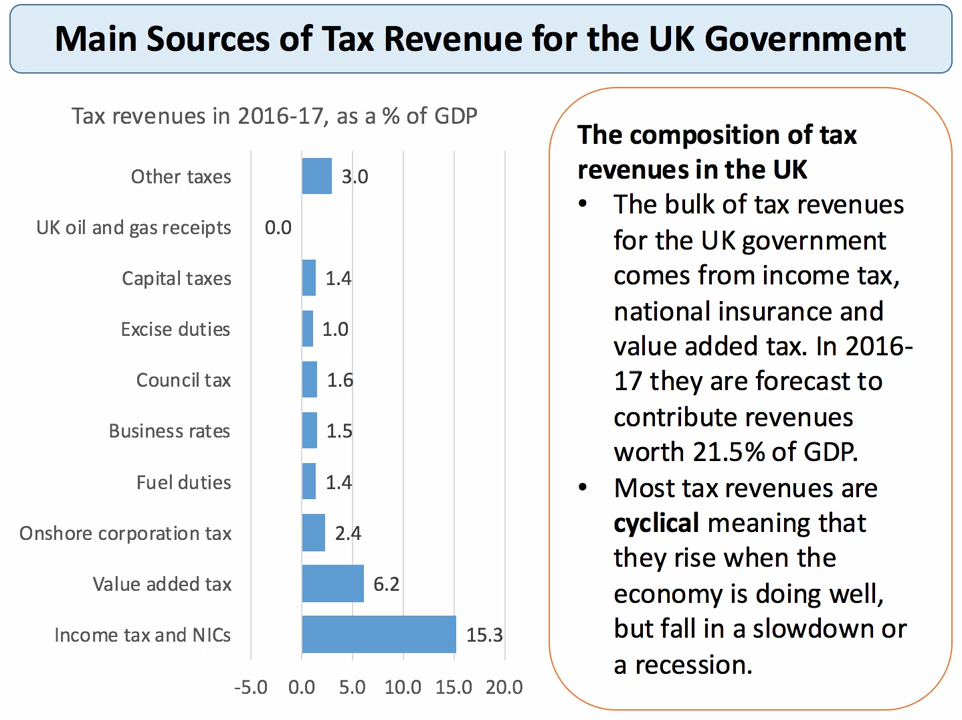 Main Sources of Tax Revenue for the UK Government
Tax revenues in 2016-17, as a % of GDP
Other taxes 3.0
UK oil and gas receipts 0.0
Capital taxes 1.4
Excise duties 1.0
Council tax 1.6
Business rates 1.5
Fuel duties 1.4
Onshore corporation tax 2.4
Value added tax 6.2
Income tax and NICs 15.3
-5.0 0.0 5.0 10.0 15.0 20.0
The composition of tax
revenues in the UK
• The bulk of tax revenues
for the UK government
comes from income tax,
national insurance and
value added tax. In 2016-
17 they are forecast to
contribute revenues
worth 21.5% of GDP.
• Most tax revenues are
cyclical meaning that
they rise when the
economy is doing well,
but fall in a slowdown or
a recession.